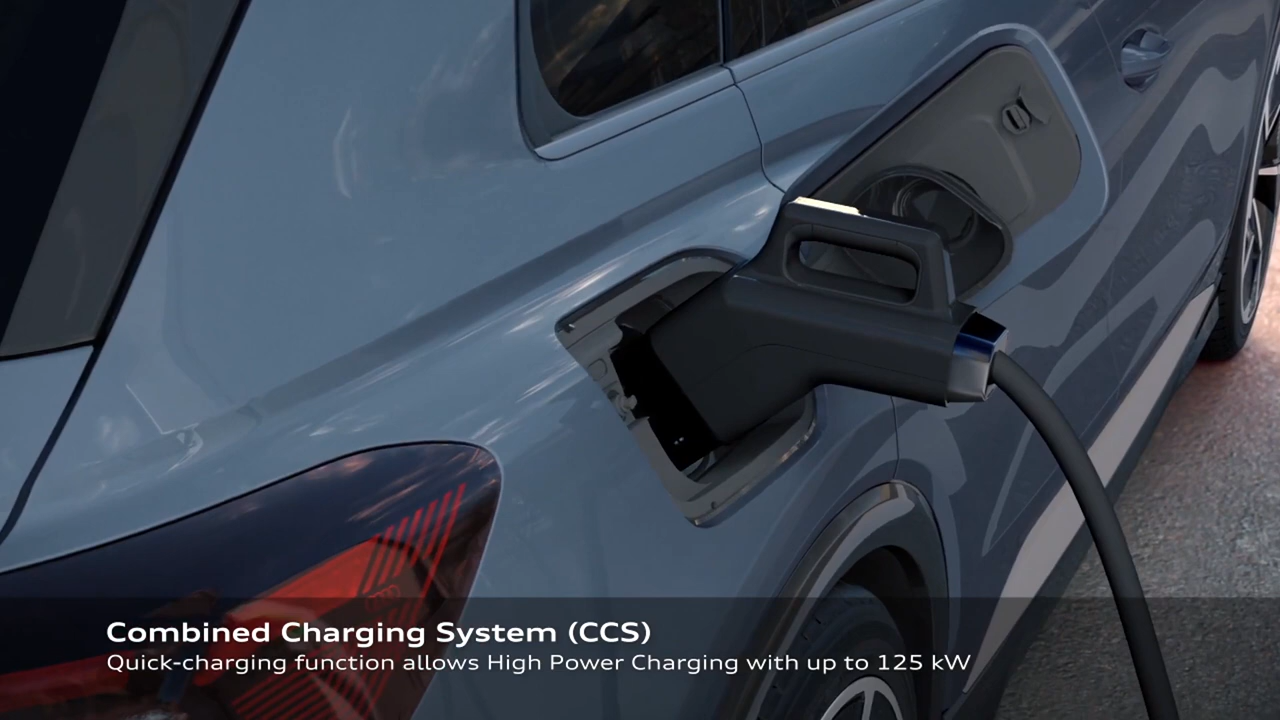 Combined Charging System (CCS)
Quick-charging function allows High Power Charging with up to 125 kW